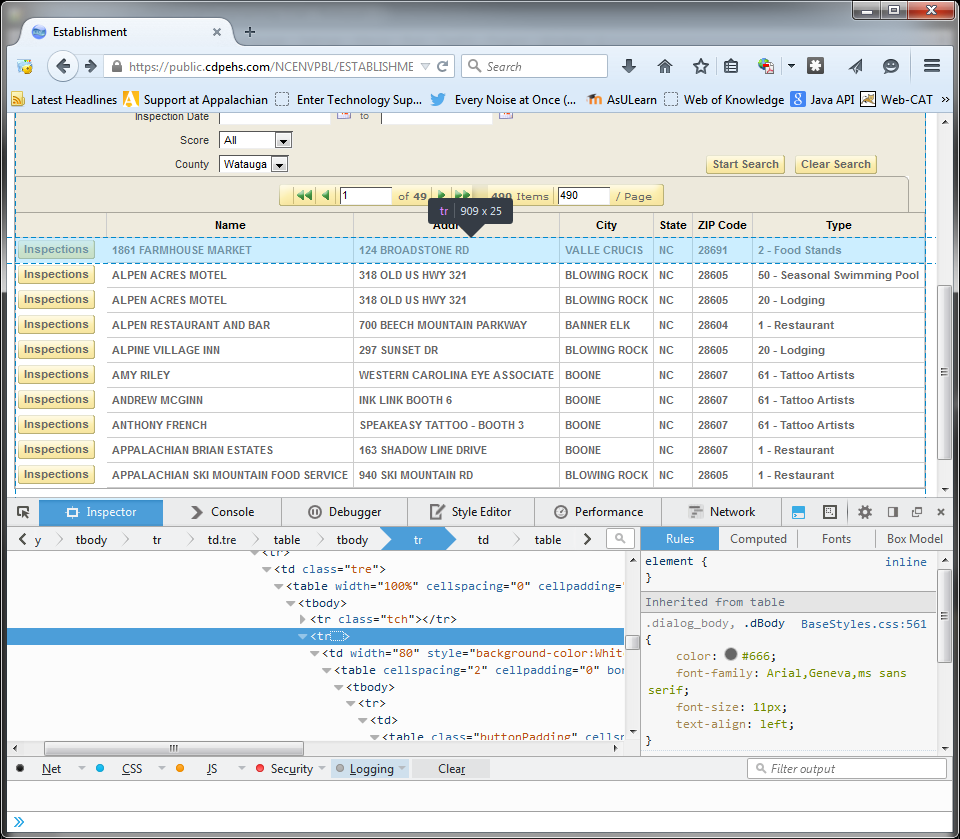 Establishment
https://public.cdpehs.com/NCENVPBL/ESTABLISHME
Search
Latest Headlines
Support at Appalachian
Enter Technology Sup...
Every Noise at Once (...
AsULearn
Web of Knowledge
Java API
Web-CAT
»
Inspection Date
to
Score All
County Watauga
Start Search
Clear Search
1 of 49
490 Items
490 / Page
tr 909 x 25
Name Addr City State ZIP Code Type
Inspections 1861 FARMHOUSE MARKET 124 BROADSTONE RD VALLE CRUCIS NC 28691 2 - Food Stands
Inspections ALPEN ACRES MOTEL 318 OLD US HWY 321 BLOWING ROCK NC 28605 50 - Seasonal Swimming Pool
Inspections ALPEN ACRES MOTEL 318 OLD US HWY 321 BLOWING ROCK NC 28605 20 - Lodging
Inspections ALPEN RESTAURANT AND BAR 700 BEECH MOUNTAIN PARKWAY BANNER ELK NC 28604 1 - Restaurant
Inspections ALPINE VILLAGE INN 297 SUNSET DR BLOWING ROCK NC 28605 20 - Lodging
Inspections AMY RILEY WESTERN CAROLINA EYE ASSOCIATE BOONE NC 28607 61 - Tattoo Artists
Inspections ANDREW MCGINN INK LINK BOOTH 6 BOONE NC 28607 61 - Tattoo Artists
Inspections ANTHONY FRENCH SPEAKEASY TATTOO - BOOTH 3 BOONE NC 28607 61 - Tattoo Artists
Inspections APPALACHIAN BRIAN ESTATES 163 SHADOW LINE DRIVE BOONE NC 28607 1 - Restaurant
Inspections APPALACHIAN SKI MOUNTAIN FOOD SERVICE 940 SKI MOUNTAIN RD BLOWING ROCK NC 28605 1 - Restaurant
Inspector Console Debugger Style Editor Performance Network
y tbody tr td.tre table tbody tr td table
Rules Computed Fonts Box Model
<tr>
<td class="tre">
<table width="100%" cellspacing="0" cellpadding="
<tbody>
<tr class="tch"></tr>
<tr>
<td width="80" style="background-color:Whit
<table cellspacing="2" cellpadding="0" bor
<tbody>
<tr>
<td>
<table class="buttonPadding" cellsp
element { inline
}
Inherited from table
.dialog_body, .dBody BaseStyles.css:561
{
color: #666;
font-family: Arial,Geneva,ms sans
serif;
font-size: 11px;
text-align: left;
}
Net CSS JS Security Logging Clear
Filter output
»